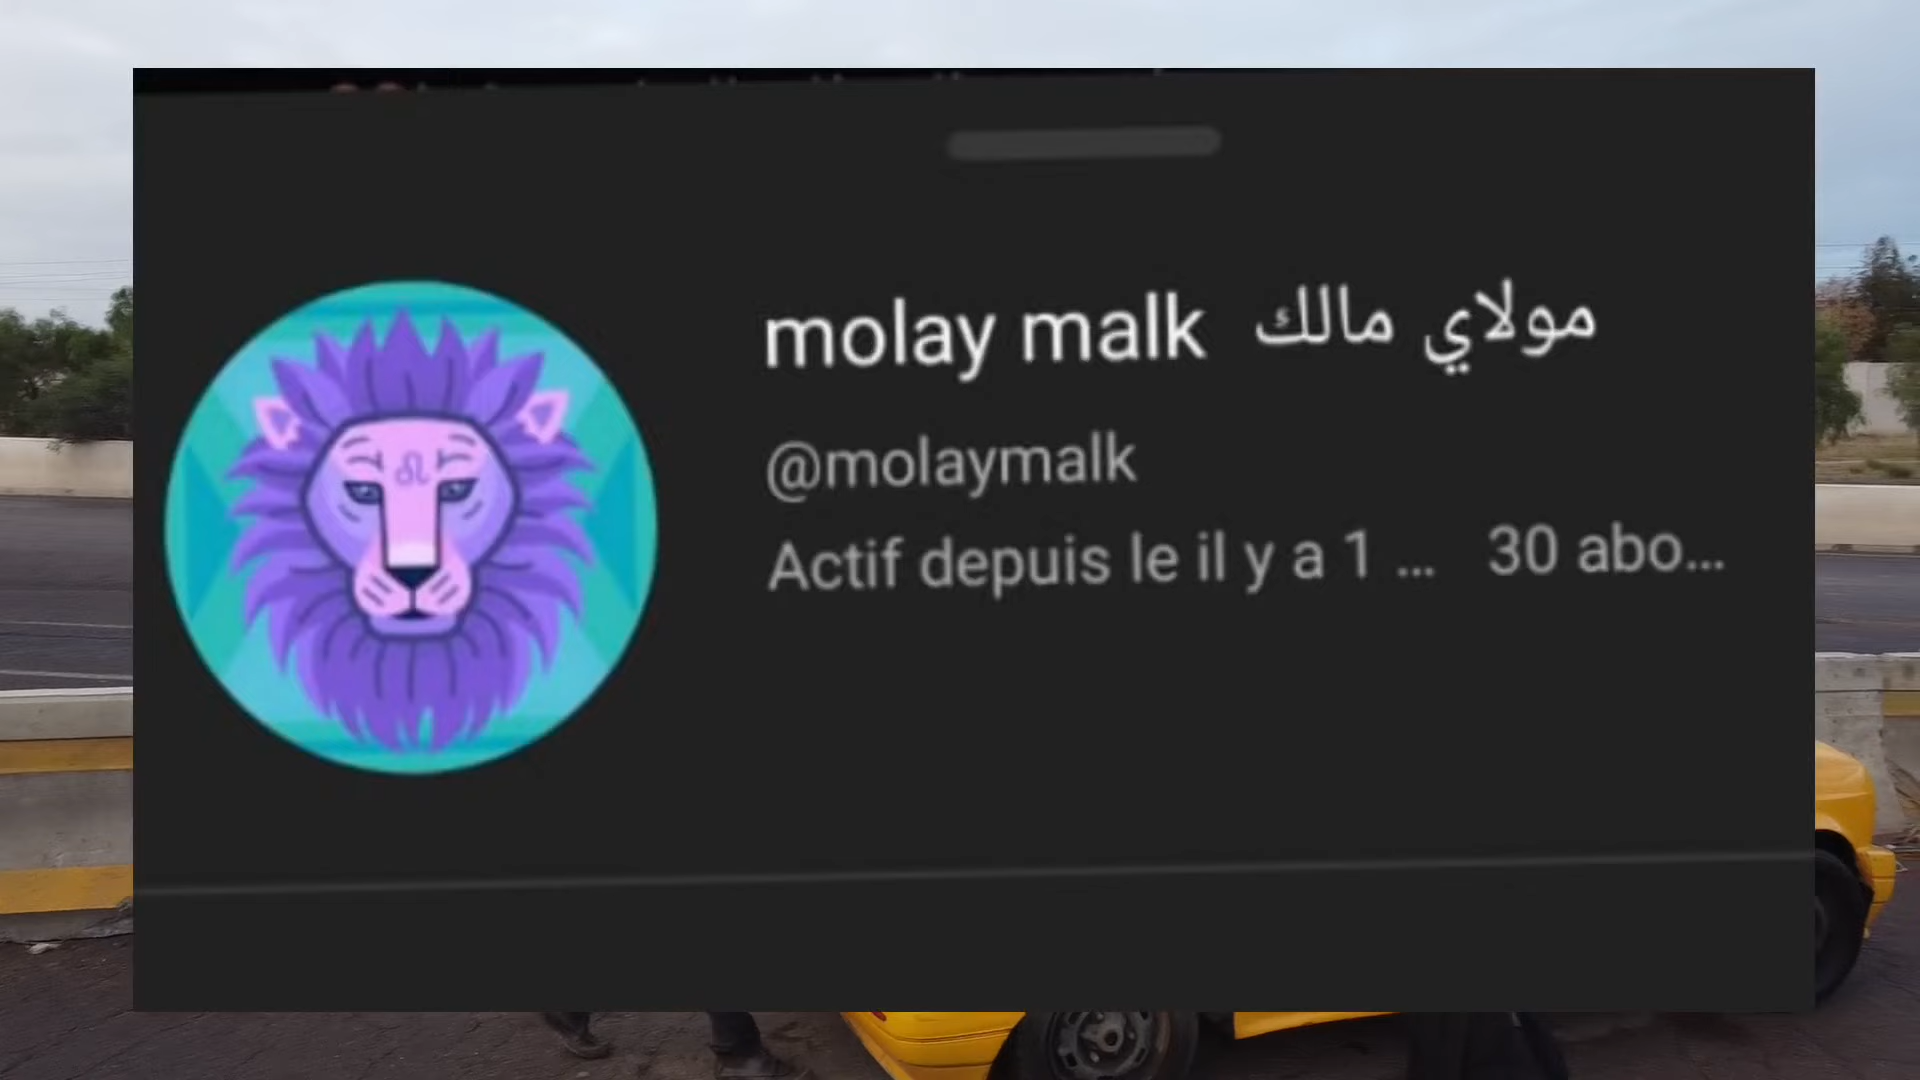 molay malk مولاي مالك
@molaymalk
Actif depuis le il y a 1 ... 30 abo...